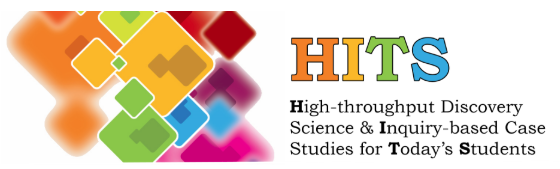 HITS
High-throughput Discovery
Science & Inquiry-based Case
Studies for Today's Students